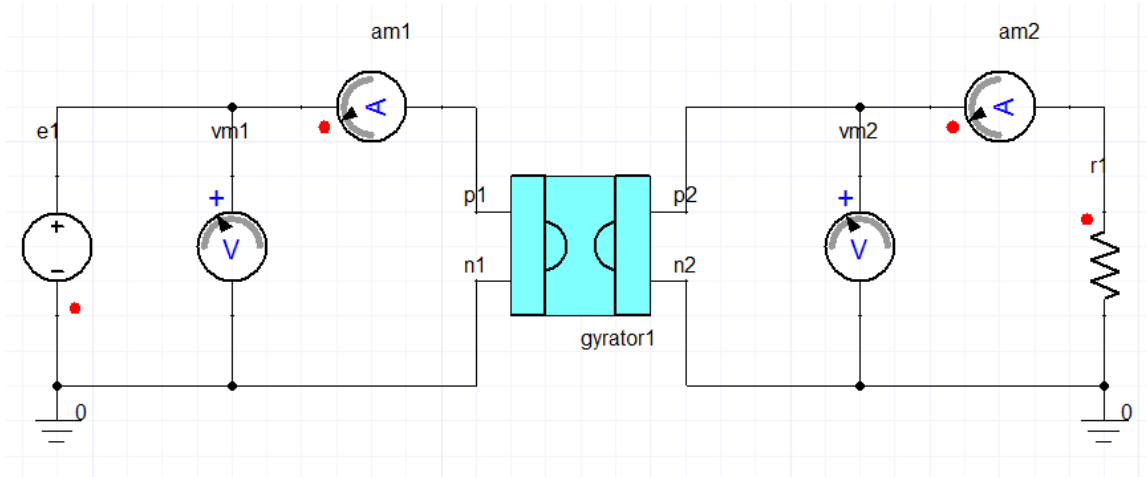 am1
am2
e1
vm1
A
vm2
A
r1
p1
p2
+
+
+
V
−
V
n1
n2
gyrator1
0
0